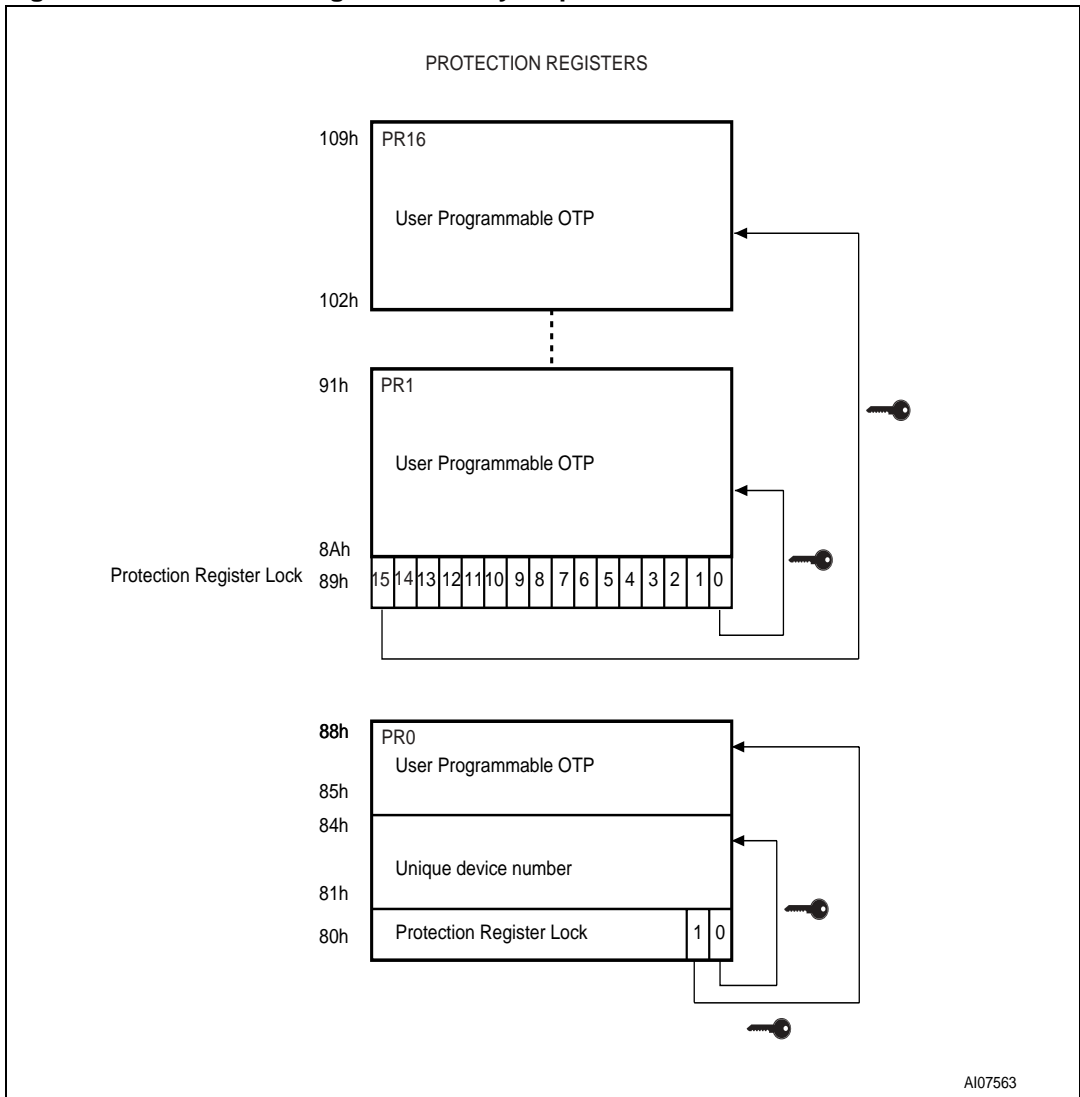 PROTECTION REGISTERS
109h PR16
User Programmable OTP
102h
91h PR1
User Programmable OTP
8Ah
Protection Register Lock 89h 15 14 13 12 11 10 9 8 7 6 5 4 3 2 1 0
88h PR0
User Programmable OTP
85h
84h
Unique device number
81h
80h Protection Register Lock 1 0
AI07563